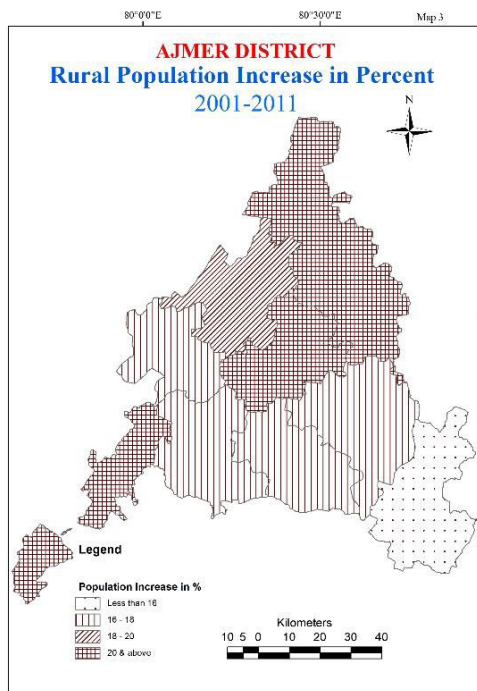 80°0'0"E 80°30'0"E Map 3
AJMER DISTRICT
Rural Population Increase in Percent
2001-2011
N
Legend
Population Increase in %
Less than 16
16 - 18
18 - 20
20 & above
Kilometers
10 5 0 10 20 30 40